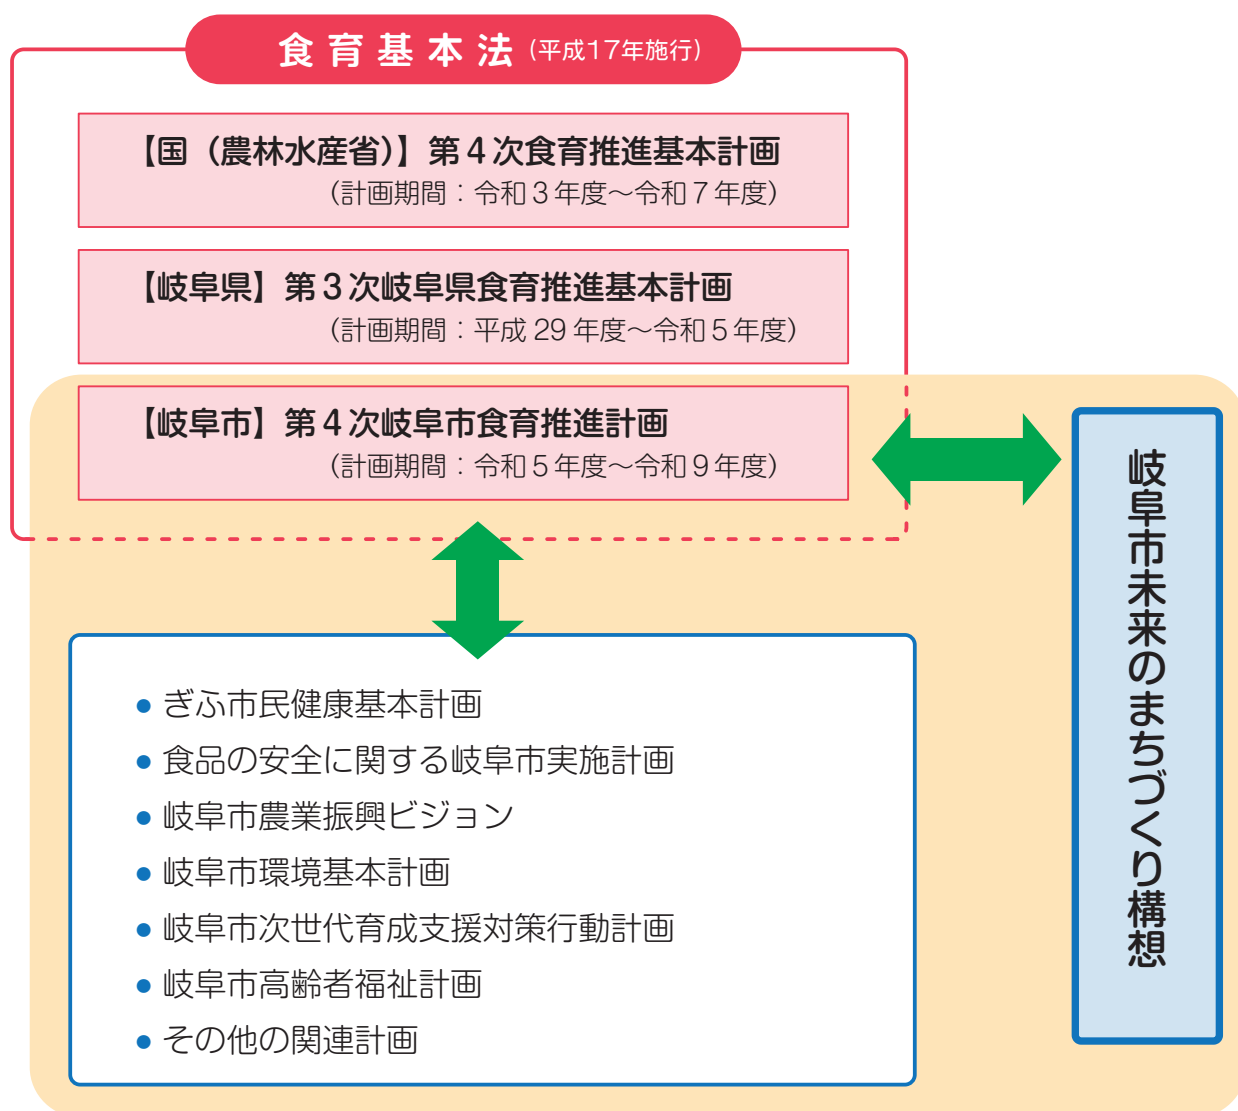 食育基本法（平成17年施行）
【国（農林水産省）】第４次食育推進基本計画
（計画期間：令和３年度～令和７年度）
【岐阜県】第３次岐阜県食育推進基本計画
（計画期間：平成 29 年度～令和５年度）
【岐阜市】第４次岐阜市食育推進計画
（計画期間：令和５年度～令和９年度）
岐阜市未来のまちづくり構想
● ぎふ市民健康基本計画
● 食品の安全に関する岐阜市実施計画
● 岐阜市農業振興ビジョン
● 岐阜市環境基本計画
● 岐阜市次世代育成支援対策行動計画
● 岐阜市高齢者福祉計画
● その他の関連計画